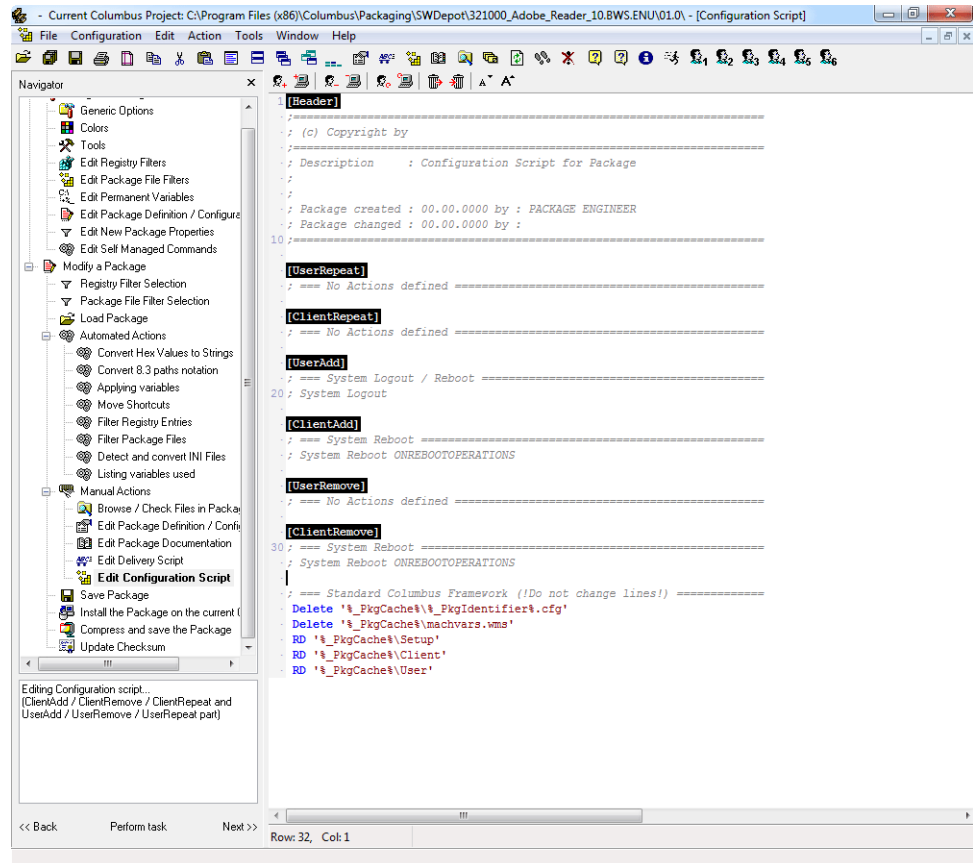 - Current Columbus Project: C:\Program Files (x86)\Columbus\Packaging\SWDepot\321000_Adobe_Reader_10.BWS.ENU\01.0\ - [Configuration Script]
File Configuration Edit Action Tools Window Help
Navigator
Generic Options
Colors
Tools
Edit Registry Filters
Edit Package File Filters
Edit Permanent Variables
Edit Package Definition / Configura
Edit New Package Properties
Edit Self Managed Commands
Modify a Package
Registry Filter Selection
Package File Filter Selection
Load Package
Automated Actions
Convert Hex Values to Strings
Convert 8.3 paths notation
Applying variables
Move Shortcuts
Filter Registry Entries
Filter Package Files
Detect and convert INI Files
Listing variables used
Manual Actions
Browse / Check Files in Packa
Edit Package Definition / Confi
Edit Package Documentation
Edit Delivery Script
Edit Configuration Script
Save Package
Install the Package on the current
Compress and save the Package
Update Checksum
Editing Configuration script...
(ClientAdd / ClientRemove / ClientRepeat and
UserAdd / UserRemove / UserRepeat part)
<< Back Perform task Next >>
1 [Header]
;======================================================================
; (c) Copyright by
;======================================================================
; Description : Configuration Script for Package
;
;
; Package created : 00.00.0000 by : PACKAGE ENGINEER
; Package changed : 00.00.0000 by :
10 ;======================================================================
[UserRepeat]
; === No Actions defined ==============================================
[ClientRepeat]
; === No Actions defined ==============================================
[UserAdd]
; === System Logout / Reboot ==========================================
20 ; System Logout
[ClientAdd]
; === System Reboot ===================================================
; System Reboot ONREBOOTOPERATIONS
[UserRemove]
; === No Actions defined ==============================================
[ClientRemove]
30 ; === System Reboot ===================================================
; System Reboot ONREBOOTOPERATIONS
; === Standard Columbus Framework (!Do not change lines!) =============
Delete '%_PkgCache%\%_PkgIdentifier%.cfg'
Delete '%_PkgCache%\machvars.wms'
RD '%_PkgCache%\Setup'
RD '%_PkgCache%\Client'
RD '%_PkgCache%\User'
Row: 32, Col: 1